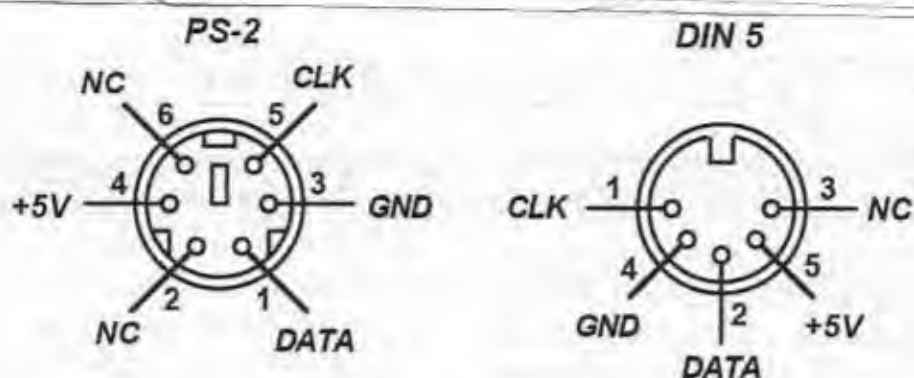 PS-2
NC
CLK
6
5
+5V
4
3
GND
2
1
NC
DATA
DIN 5
CLK
1
3
NC
4
5
GND
2
+5V
DATA